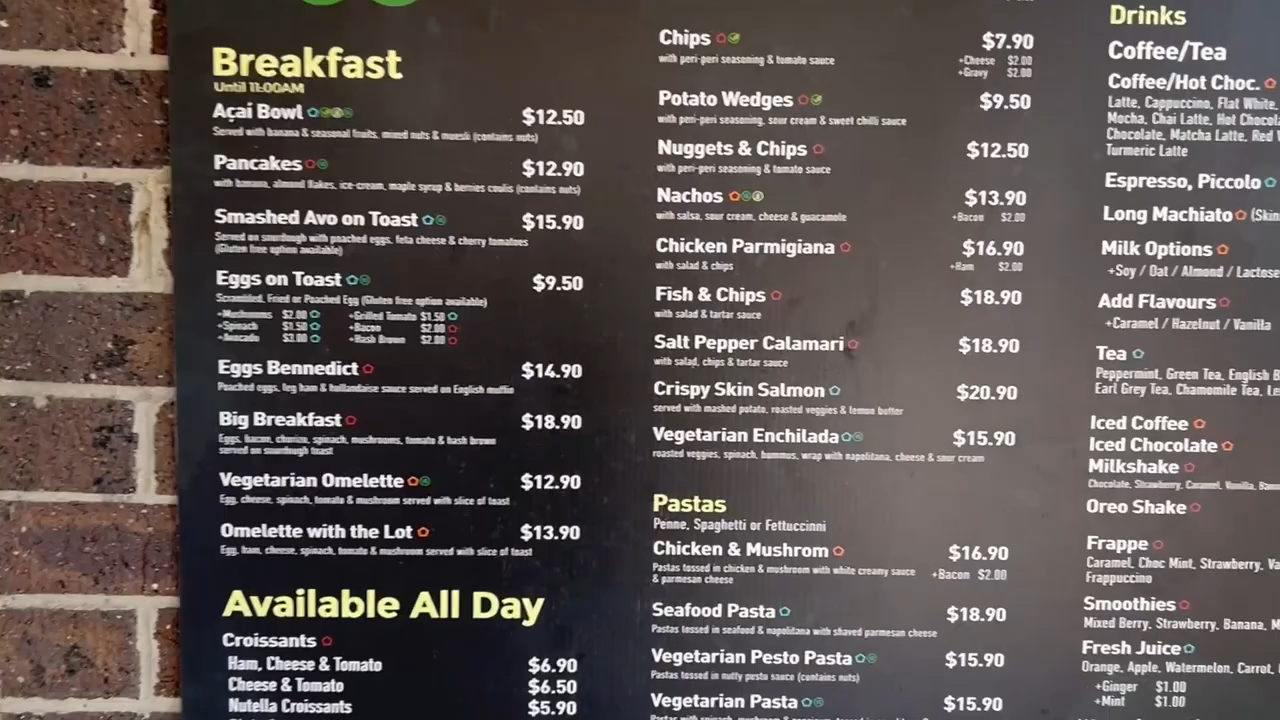 Breakfast
Until 11:00AM
Açai Bowl $12.50
Served with banana & seasonal fruits, mixed nuts & muesli (contains nuts)
Pancakes $12.90
with banana, almond flakes, ice-cream, maple syrup & berries coulis (contains nuts)
Smashed Avo on Toast $15.90
Served on sourdough with poached eggs, feta cheese & cherry tomatoes
(Gluten free option available)
Eggs on Toast $9.50
Scrambled, Fried or Poached Egg (Gluten free option available)
+Mushrooms $2.00 +Grilled Tomato $1.50
+Spinach $1.50 +Bacon $2.00
+Avocado $3.00 +Hash Brown $2.00
Eggs Bennedict $14.90
Poached eggs, leg ham & hollandaise sauce served on English muffin
Big Breakfast $18.90
Eggs, bacon, chorizo, spinach, mushrooms, tomato & hash brown
served on sourdough toast
Vegetarian Omelette $12.90
Egg, cheese, spinach, tomato & mushroom served with slice of toast
Omelette with the Lot $13.90
Egg, ham, cheese, spinach, tomato & mushroom served with slice of toast
Available All Day
Croissants
Ham, Cheese & Tomato $6.90
Cheese & Tomato $6.50
Nutella Croissants $5.90
Chips $7.90
with peri-peri seasoning & tomato sauce +Cheese $2.00
+Gravy $2.00
Potato Wedges $9.50
with peri-peri seasoning, sour cream & sweet chilli sauce
Nuggets & Chips $12.50
with peri-peri seasoning & tomato sauce
Nachos $13.90
with salsa, sour cream, cheese & guacamole +Bacon $2.00
Chicken Parmigiana $16.90
with salad & chips +Ham $2.00
Fish & Chips $18.90
with salad & tartar sauce
Salt Pepper Calamari $18.90
with salad, chips & tartar sauce
Crispy Skin Salmon $20.90
served with mashed potato, roasted veggies & lemon butter
Vegetarian Enchilada $15.90
roasted veggies, spinach, hummus, wrap with napolitana, cheese & sour cream
Pastas
Penne, Spaghetti or Fettuccinni
Chicken & Mushrom $16.90
Pastas tossed in chicken & mushroom with white creamy sauce +Bacon $2.00
& parmesan cheese
Seafood Pasta $18.90
Pastas tossed in seafood & napolitana with shaved parmesan cheese
Vegetarian Pesto Pasta $15.90
Pastas tossed in nutty pesto sauce (contains nuts)
Vegetarian Pasta $15.90
Drinks
Coffee/Tea
Coffee/Hot Choc.
Latte, Cappuccino, Flat White,
Mocha, Chai Latte, Hot
Chocolate, Matcha Latte, Red
Turmeric Latte
Espresso, Piccolo
Long Machiato
Milk Options
+Soy / Oat / Almond / Lactose
Add Flavours
+Caramel / Hazelnut / Vanilla
Tea
Peppermint, Green Tea, English
Earl Grey Tea, Chamomile Tea,
Iced Coffee
Iced Chocolate
Milkshake
Chocolate, Strawberry, Caramel, Vanilla,
Oreo Shake
Frappe
Caramel, Choc Mint, Strawberry,
Frappuccino
Smoothies
Mixed Berry, Strawberry, Banana,
Fresh Juice
Orange, Apple, Watermelon, Carrot,
+Ginger $1.00
+Mint $1.00